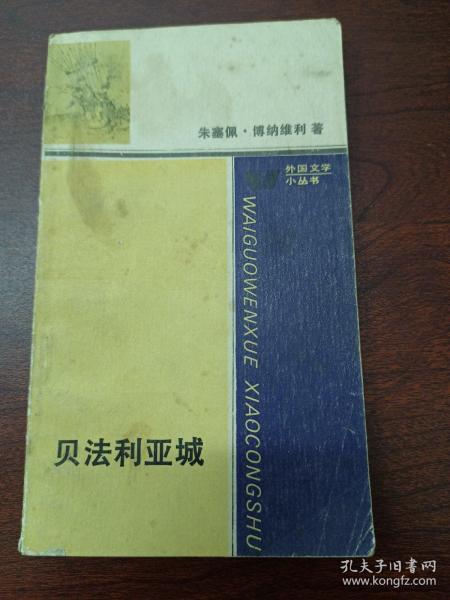 朱塞佩·博纳维利著
外国文学
小丛书
WAIGUOWENXUE XIAOCONGSHU
贝法利亚城
孔夫子旧书网
www.kongfz.com